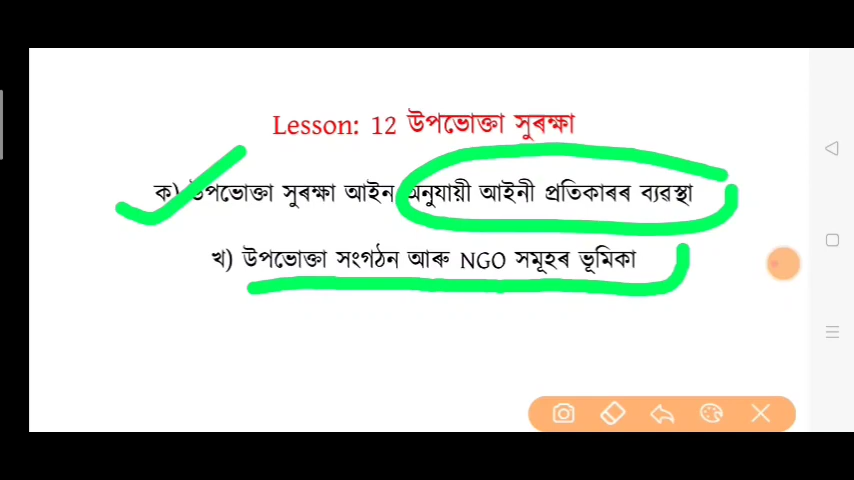 Lesson: 12 উপভোক্তা সুৰক্ষা
ক) উপভোক্তা সুৰক্ষা আইন অনুযায়ী আইনী প্ৰতিকাৰৰ ব্যৱস্থা
খ) উপভোক্তা সংগঠন আৰু NGO সমূহৰ ভূমিকা